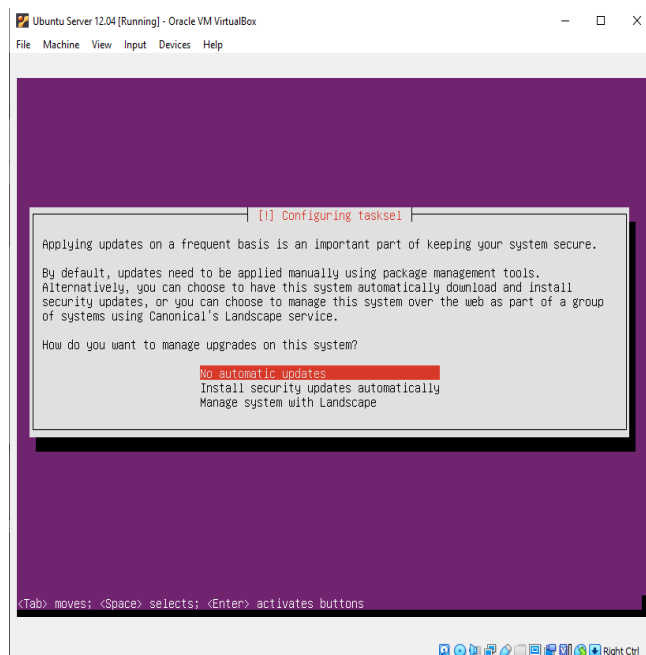 Ubuntu Server 12.04 [Running] - Oracle VM VirtualBox
File Machine View Input Devices Help
[!] Configuring tasksel
Applying updates on a frequent basis is an important part of keeping your system secure.
By default, updates need to be applied manually using package management tools.
Alternatively, you can choose to have this system automatically download and install
security updates, or you can choose to manage this system over the web as part of a group
of systems using Canonical's Landscape service.
How do you want to manage upgrades on this system?
No automatic updates
Install security updates automatically
Manage system with Landscape
<Tab> moves; <Space> selects; <Enter> activates buttons
Right Ctrl